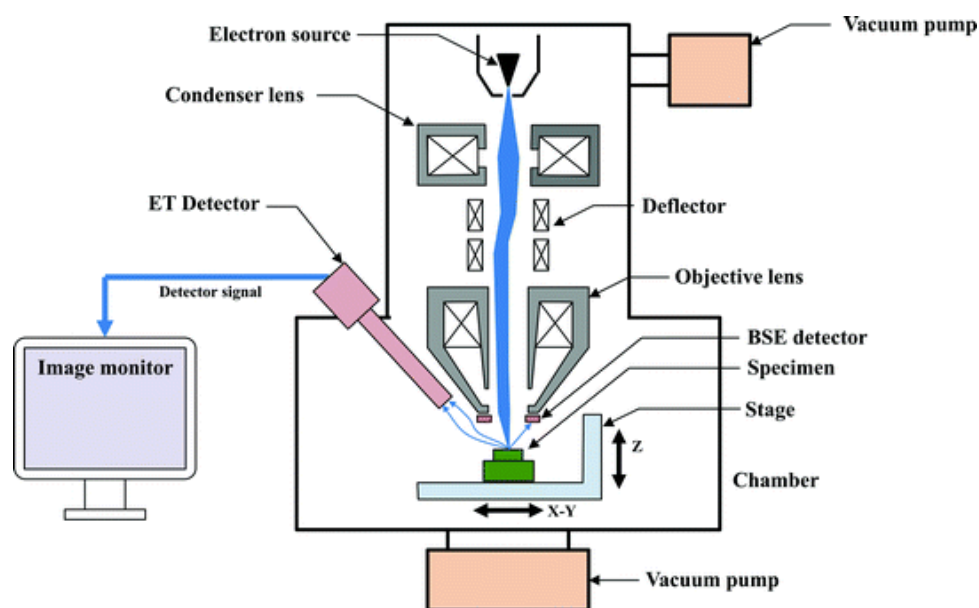 Electron source
Vacuum pump
Condenser lens
ET Detector
Deflector
Detector signal
Objective lens
Image monitor
BSE detector
Specimen
Stage
Z
Chamber
X-Y
Vacuum pump